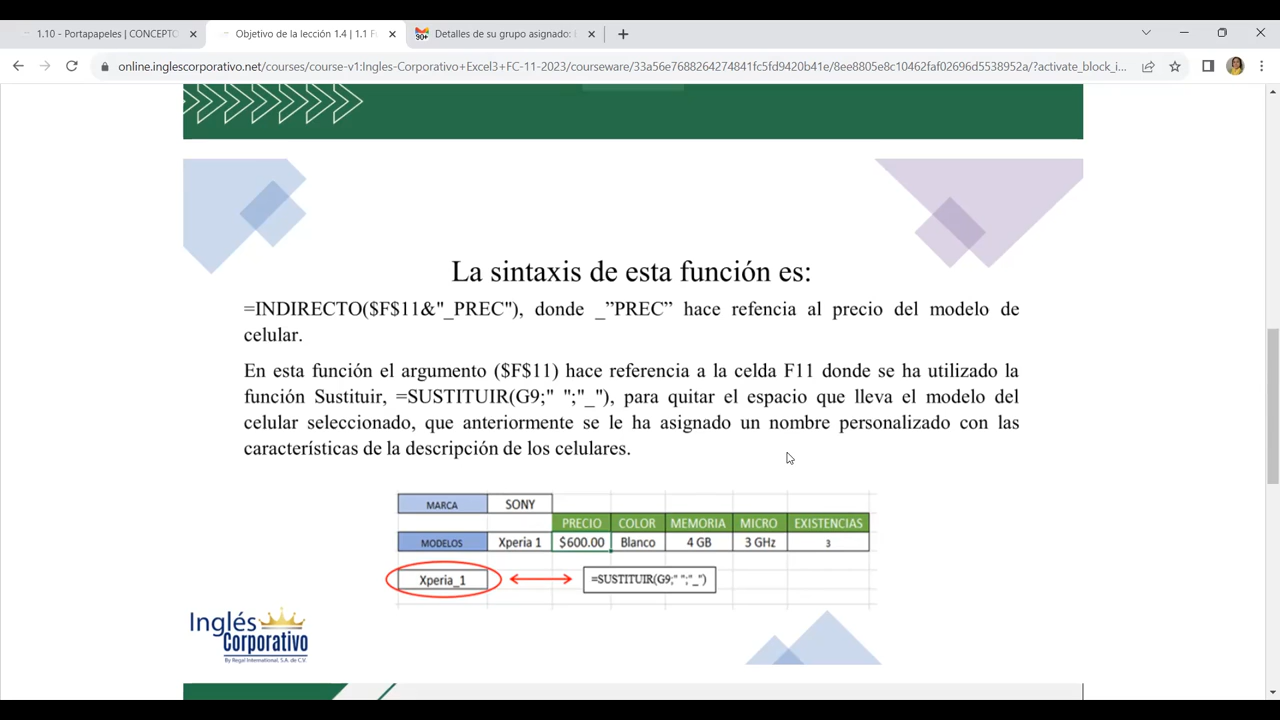 1.10 - Portapapeles | CONCEPTO
Objetivo de la lección 1.4 | 1.1 F
90+
Detalles de su grupo asignado:
online.inglescorporativo.net/courses/course-v1:Ingles-Corporativo+Excel3+FC-11-2023/courseware/33a56e7688264274841fc5fd9420b41e/8ee8805e8c10462faf02696d5538952a/?activate_block_i...
La sintaxis de esta función es:
=INDIRECTO($F$11&"_PREC"), donde _”PREC” hace refencia al precio del modelo de
celular.
En esta función el argumento ($F$11) hace referencia a la celda F11 donde se ha utilizado la
función Sustituir, =SUSTITUIR(G9;" ";"_"), para quitar el espacio que lleva el modelo del
celular seleccionado, que anteriormente se le ha asignado un nombre personalizado con las
características de la descripción de los celulares.
MARCA SONY
PRECIO COLOR MEMORIA MICRO EXISTENCIAS
MODELOS Xperia 1 $600.00 Blanco 4 GB 3 GHz 3
Xperia_1 =SUSTITUIR(G9;" ";"_")
Inglés
Corporativo
By Regal International, S.A. de C.V.